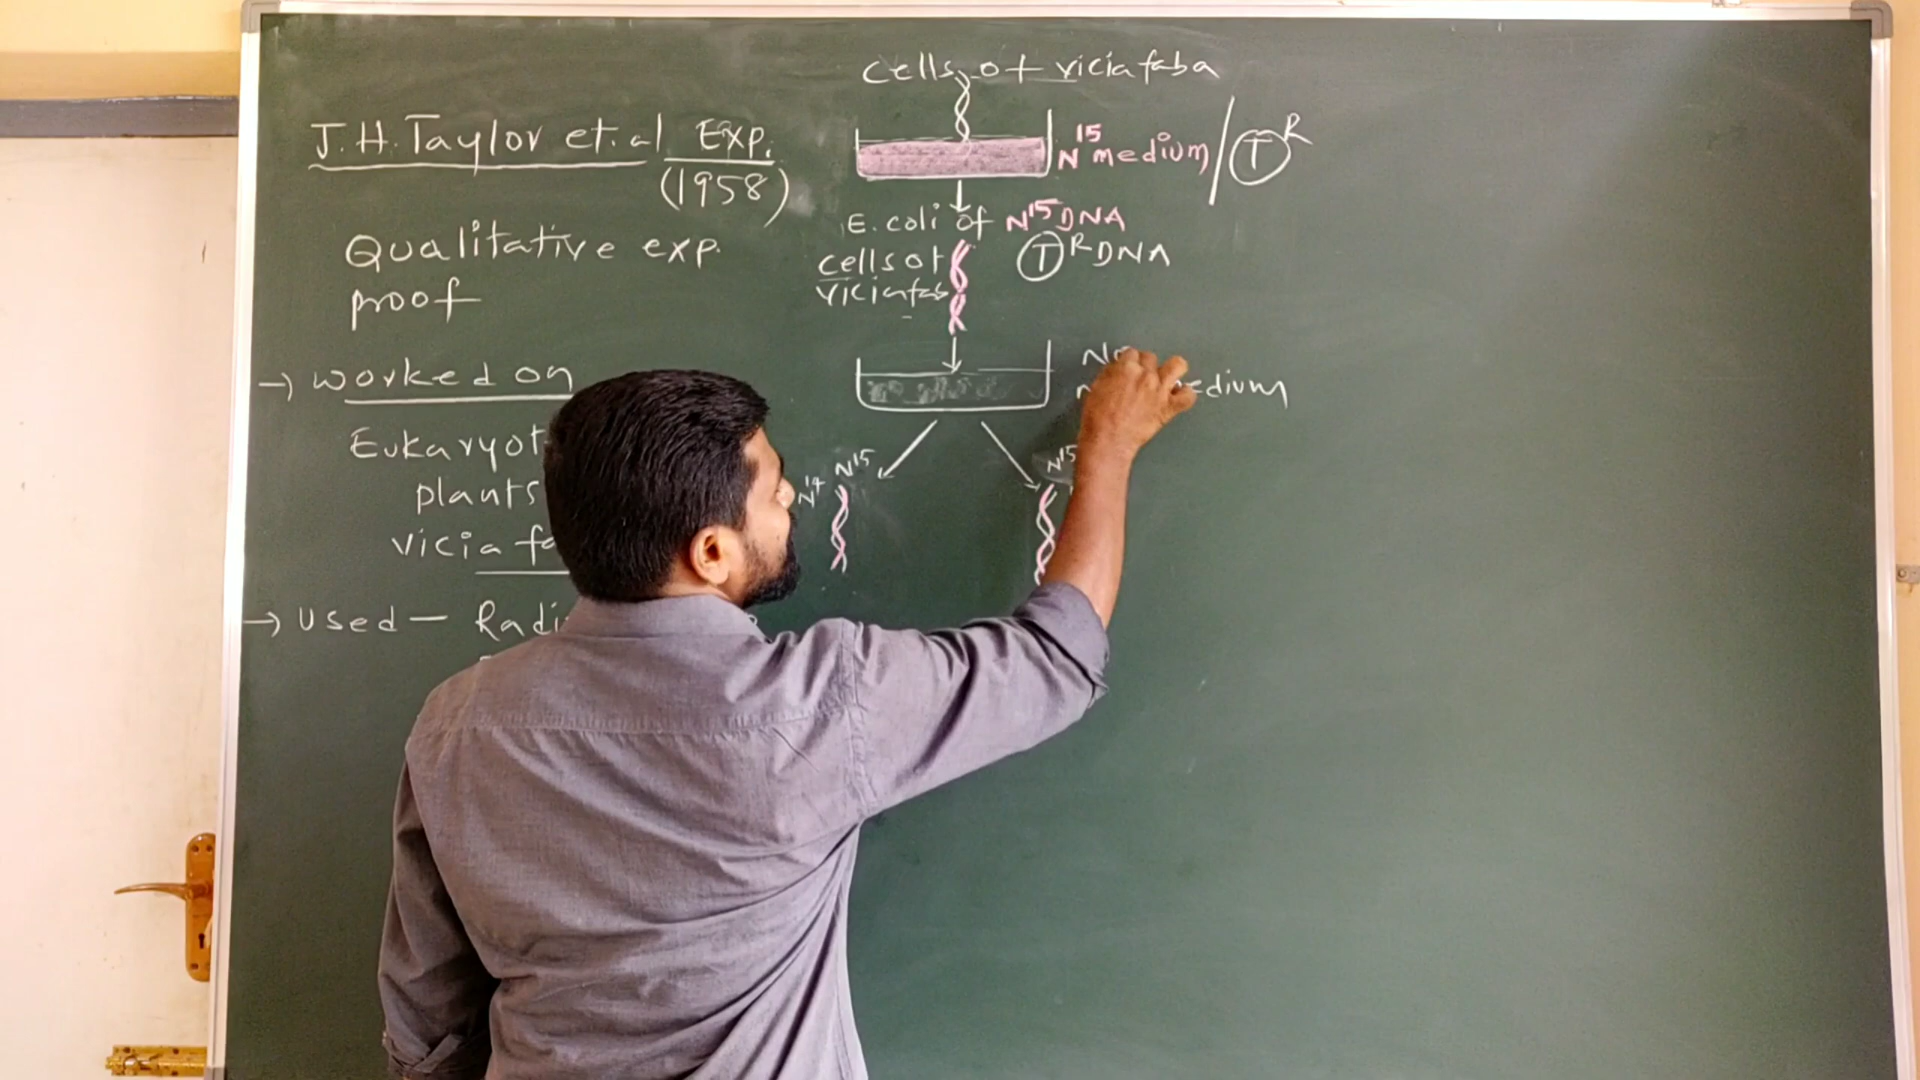 J.H. Taylor et.al Exp.
(1958)
Qualitative exp.
proof
→ worked on
Eukaryot
plants
vicia fa
→ Used — Radi
cells of vicia faba
N15 medium / T R
E. coli of N15 DNA
cells of T R DNA
vicia fab
medium
N14 N15
N15